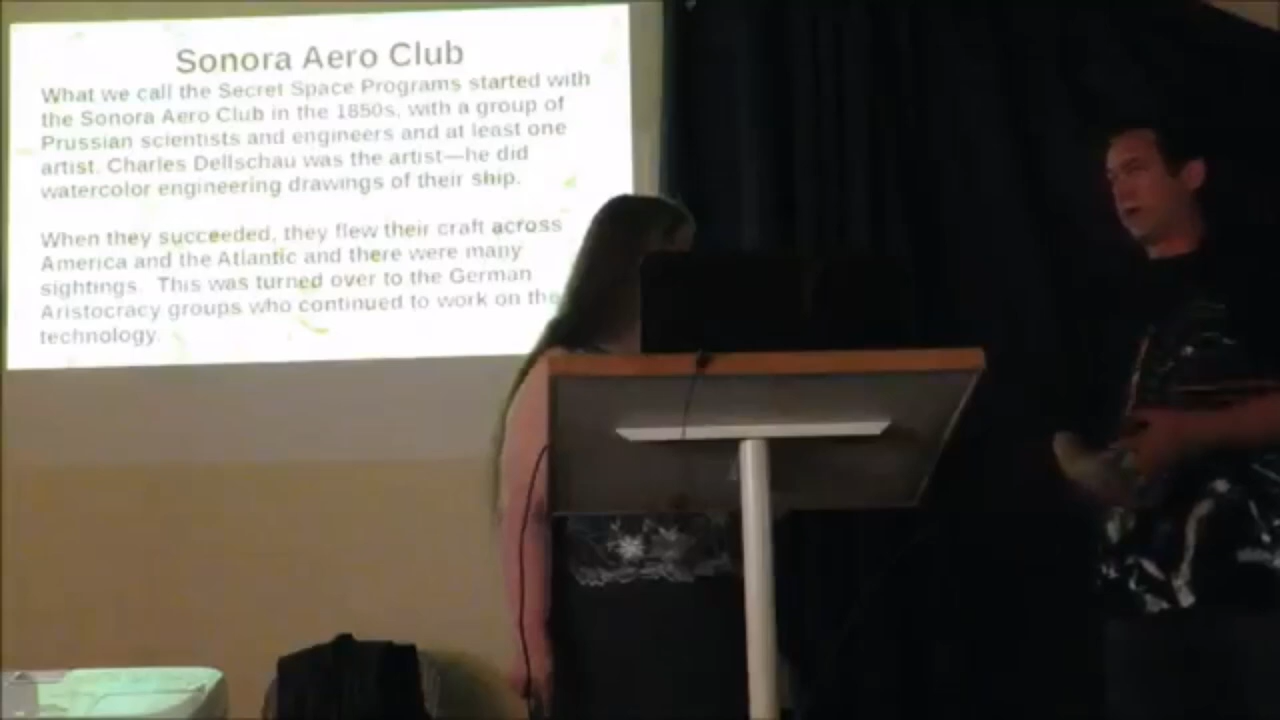 Sonora Aero Club
What we call the Secret Space Programs started with
the Sonora Aero Club in the 1850s, with a group of
Prussian scientists and engineers and at least one
artist. Charles Dellschau was the artist—he did
watercolor engineering drawings of their ship.
When they succeeded, they flew their craft across
America and the Atlantic and there were many
sightings. This was turned over to the German
Aristocracy groups who continued to work on the
technology.